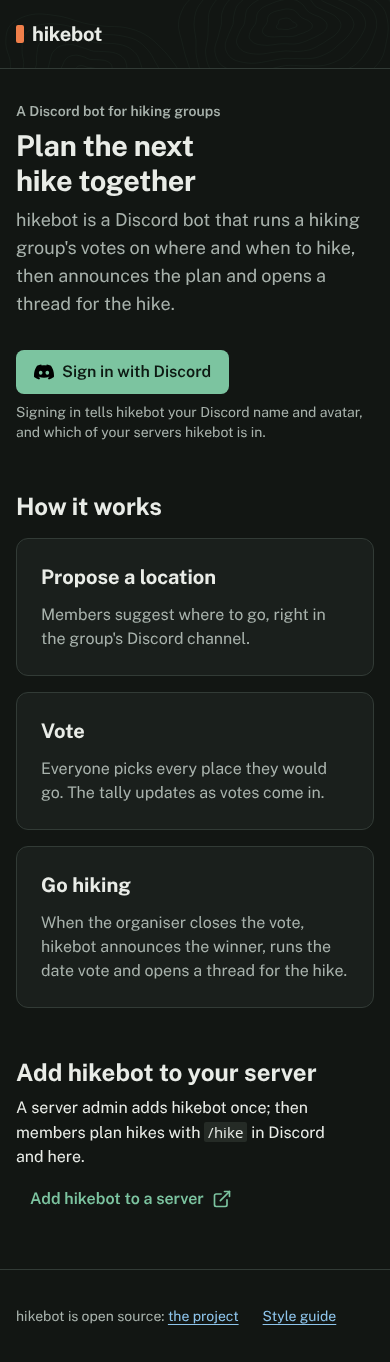 hikebot
A Discord bot for hiking groups
Plan the next
hike together
hikebot is a Discord bot that runs a hiking
group's votes on where and when to hike,
then announces the plan and opens a
thread for the hike.
Sign in with Discord
Signing in tells hikebot your Discord name and avatar,
and which of your servers hikebot is in.
How it works
Propose a location
Members suggest where to go, right in
the group's Discord channel.
Vote
Everyone picks every place they would
go. The tally updates as votes come in.
Go hiking
When the organiser closes the vote,
hikebot announces the winner, runs the
date vote and opens a thread for the hike.
Add hikebot to your server
A server admin adds hikebot once; then
members plan hikes with /hike in Discord
and here.
Add hikebot to a server
hikebot is open source: the project Style guide